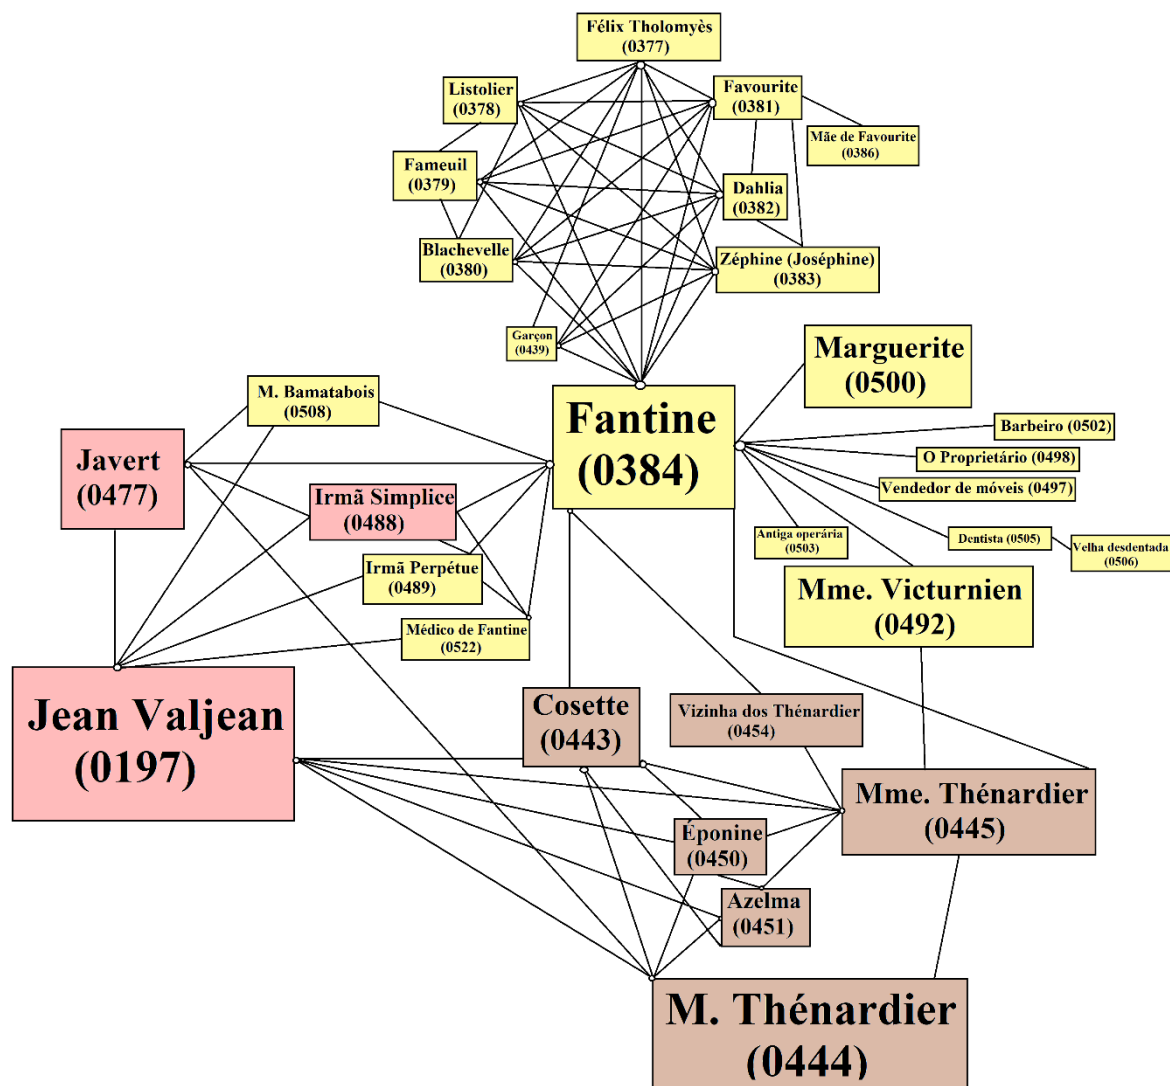 Félix Tholomyès
(0377)
Listolier
(0378)
Favourite
(0381)
Mãe de Favourite
(0386)
Fameuil
(0379)
Dahlia
(0382)
Blachevelle
(0380)
Zéphine (Joséphine)
(0383)
Garçon
(0439)
Marguerite
(0500)
M. Bamatabois
(0508)
Fantine
(0384)
Barbeiro (0502)
O Proprietário (0498)
Vendedor de móveis (0497)
Javert
(0477)
Irmã Simplice
(0488)
Antiga operária
(0503)
Dentista (0505)
Velha desdentada
(0506)
Irmã Perpétue
(0489)
Mme. Victurnien
(0492)
Médico de Fantine
(0522)
Jean Valjean
(0197)
Cosette
(0443)
Vizinha dos Thénardier
(0454)
Mme. Thénardier
(0445)
Éponine
(0450)
Azelma
(0451)
M. Thénardier
(0444)